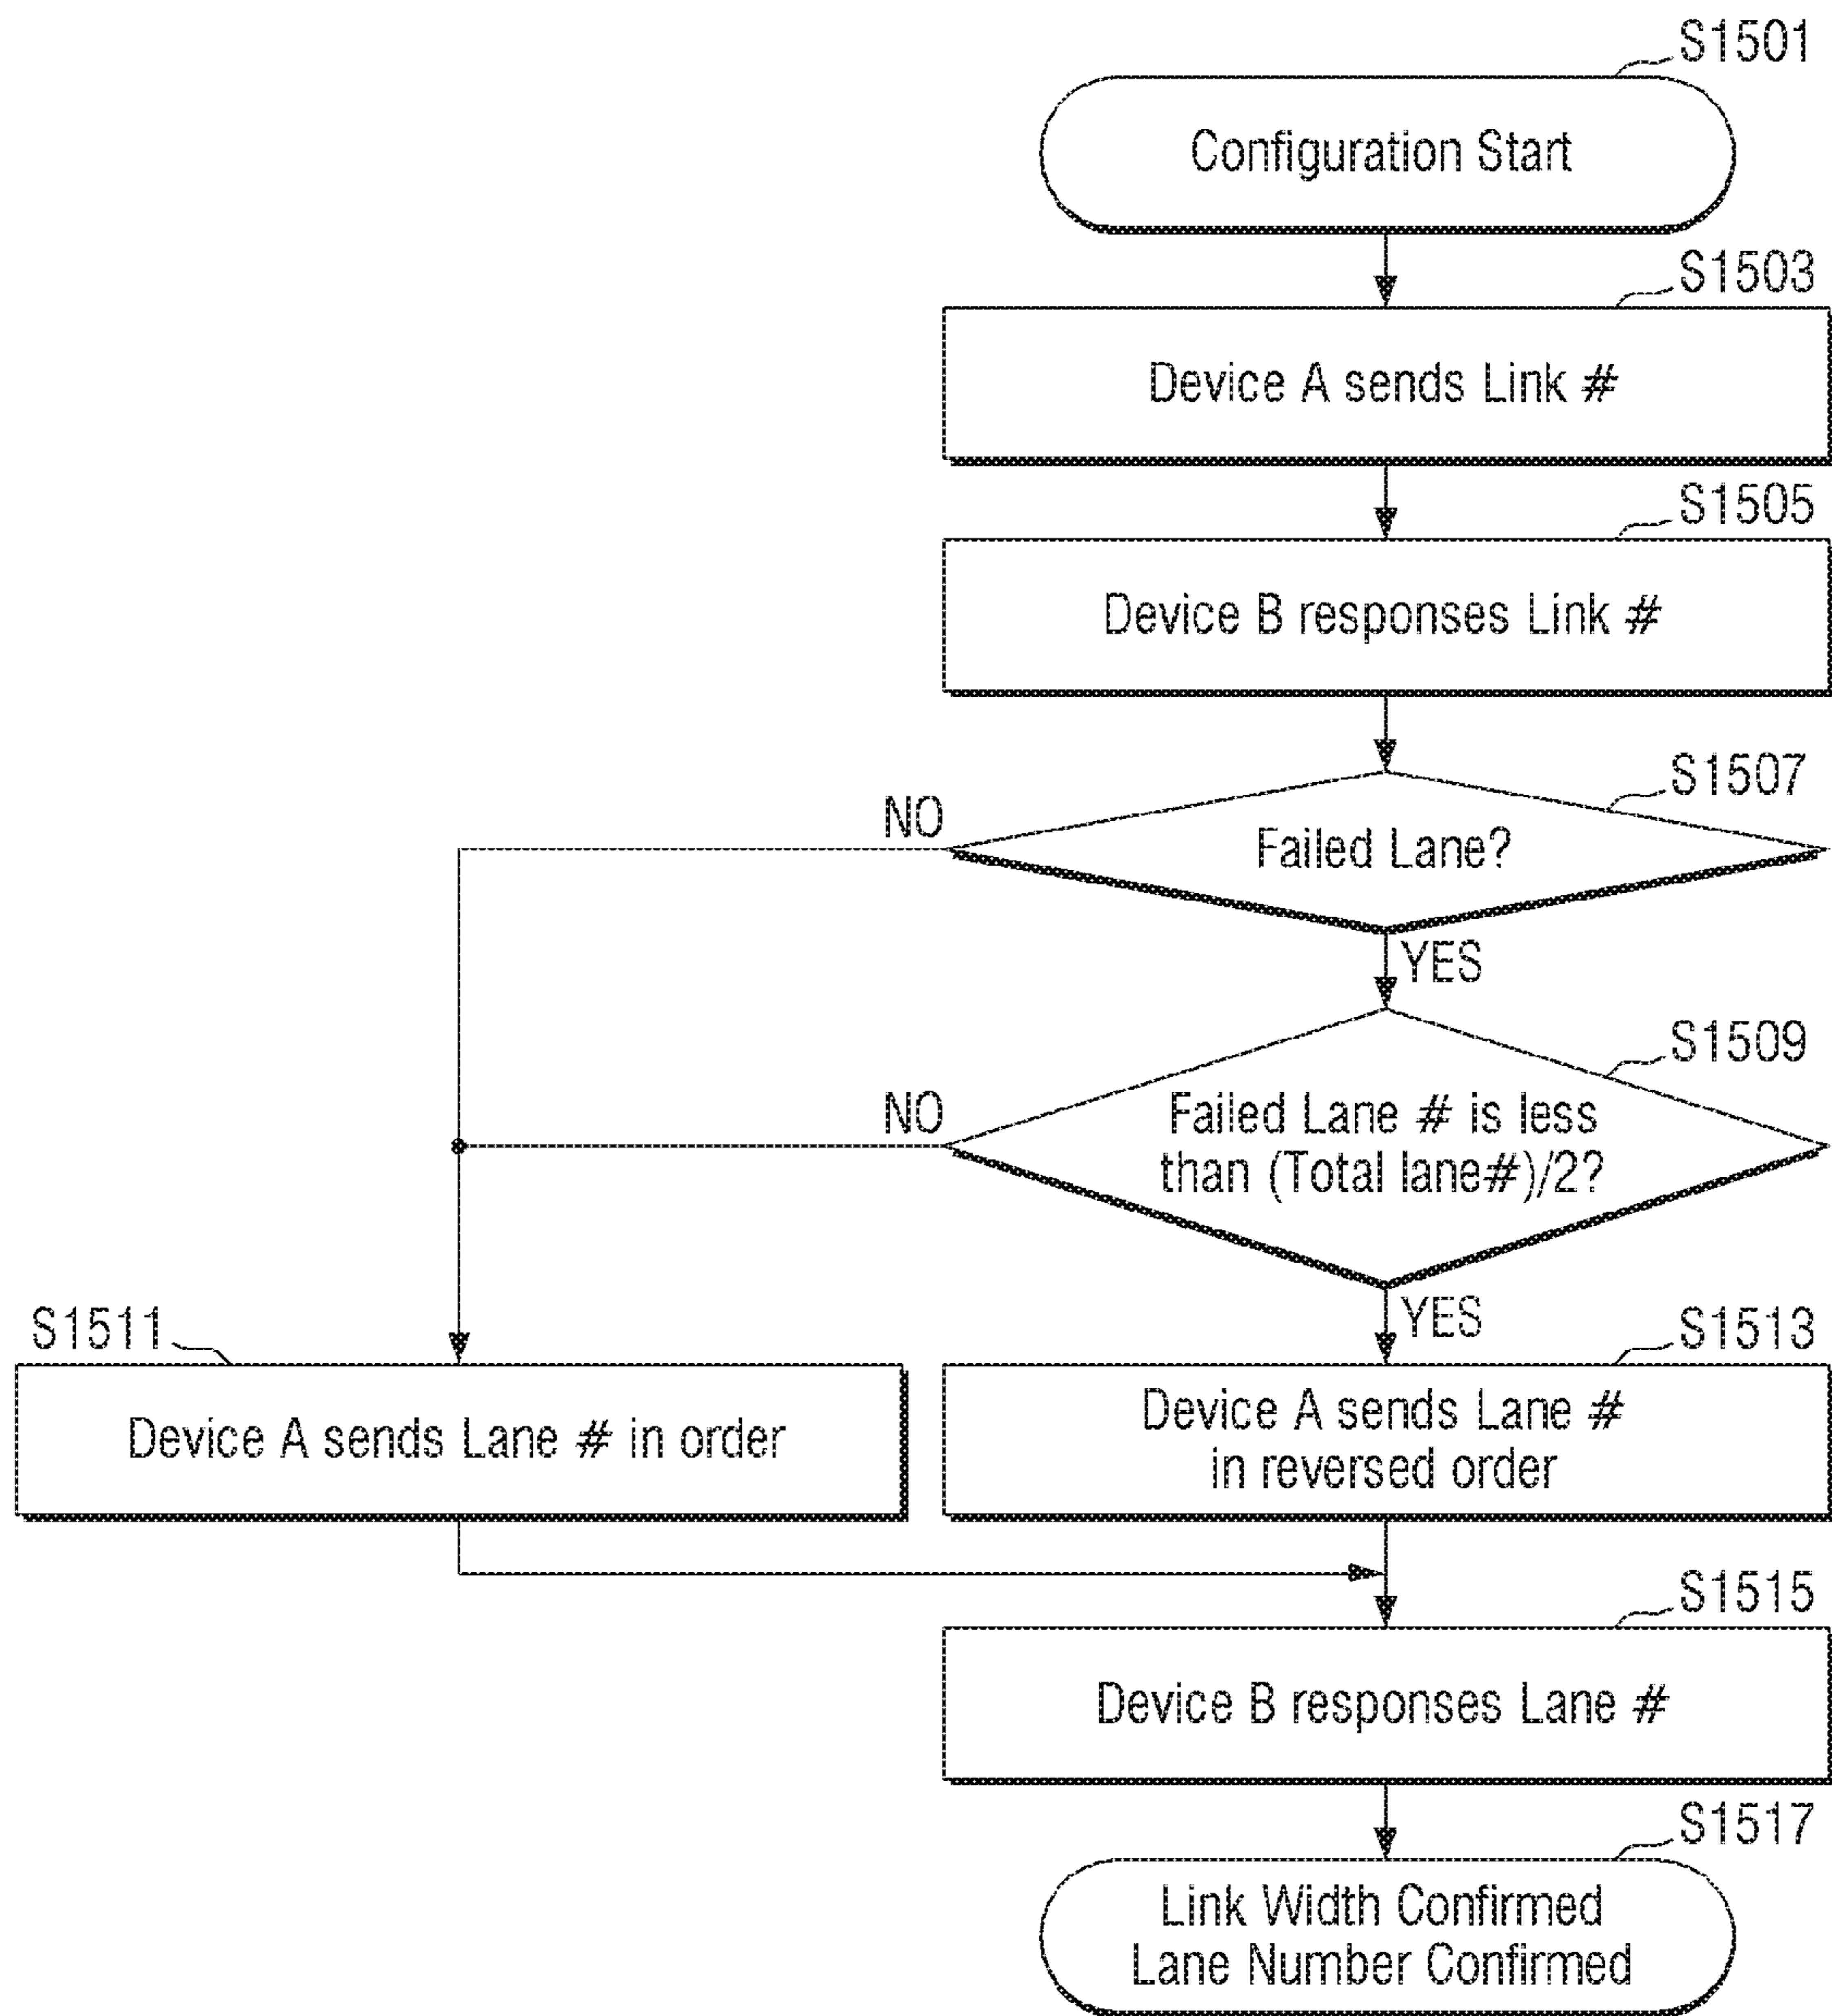 S1501
Configuration Start
S1503
Device A sends Link #
S1505
Device B responses Link #
S1507
NO
Failed Lane?
YES
S1509
NO
Failed Lane # is less
than (Total lane#)/2?
YES
S1511
Device A sends Lane # in order
S1513
Device A sends Lane #
in reversed order
S1515
Device B responses Lane #
S1517
Link Width Confirmed
Lane Number Confirmed